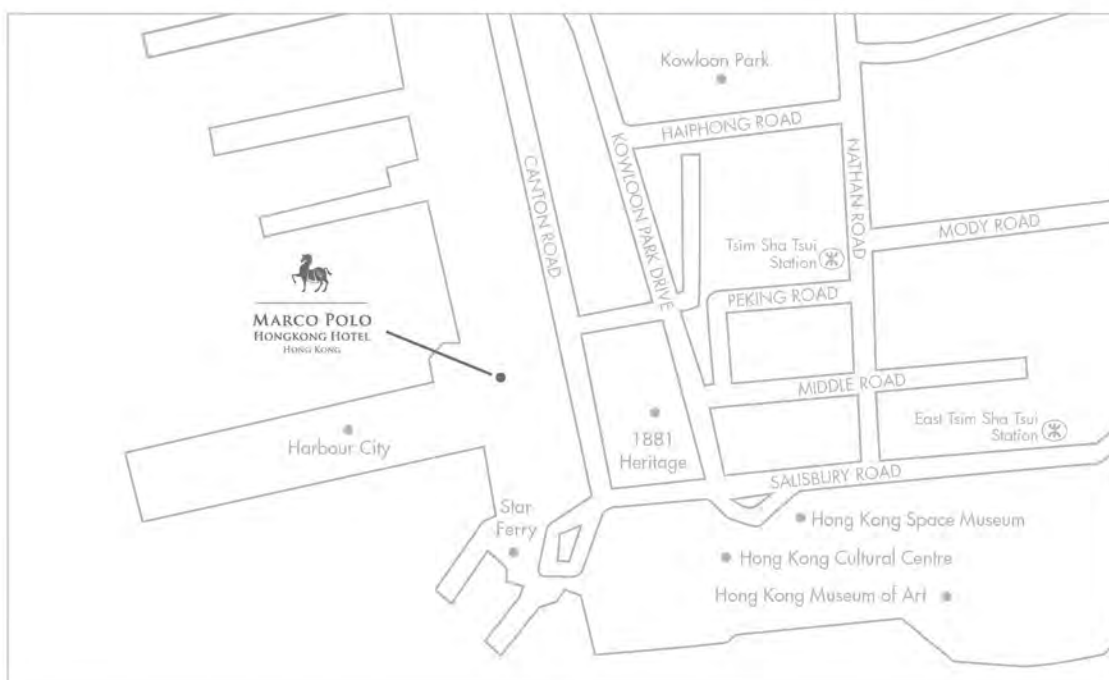 Kowloon Park
HAIPHONG ROAD
CANTON ROAD
KOWLOON PARK DRIVE
NATHAN ROAD
MODY ROAD
Tsim Sha Tsui
Station
PEKING ROAD
MARCO POLO
HONGKONG HOTEL
HONG KONG
MIDDLE ROAD
Harbour City
1881
Heritage
East Tsim Sha Tsui
Station
SALISBURY ROAD
Star
Ferry
Hong Kong Space Museum
Hong Kong Cultural Centre
Hong Kong Museum of Art